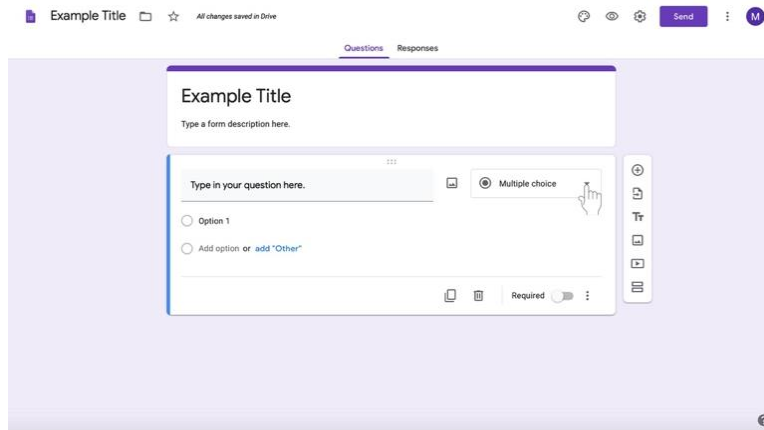 Example Title
All changes saved in Drive
Send
M
Questions Responses
Example Title
Type a form description here.
Type in your question here.
Multiple choice
Option 1
Add option or add "Other"
Tт
Required
?